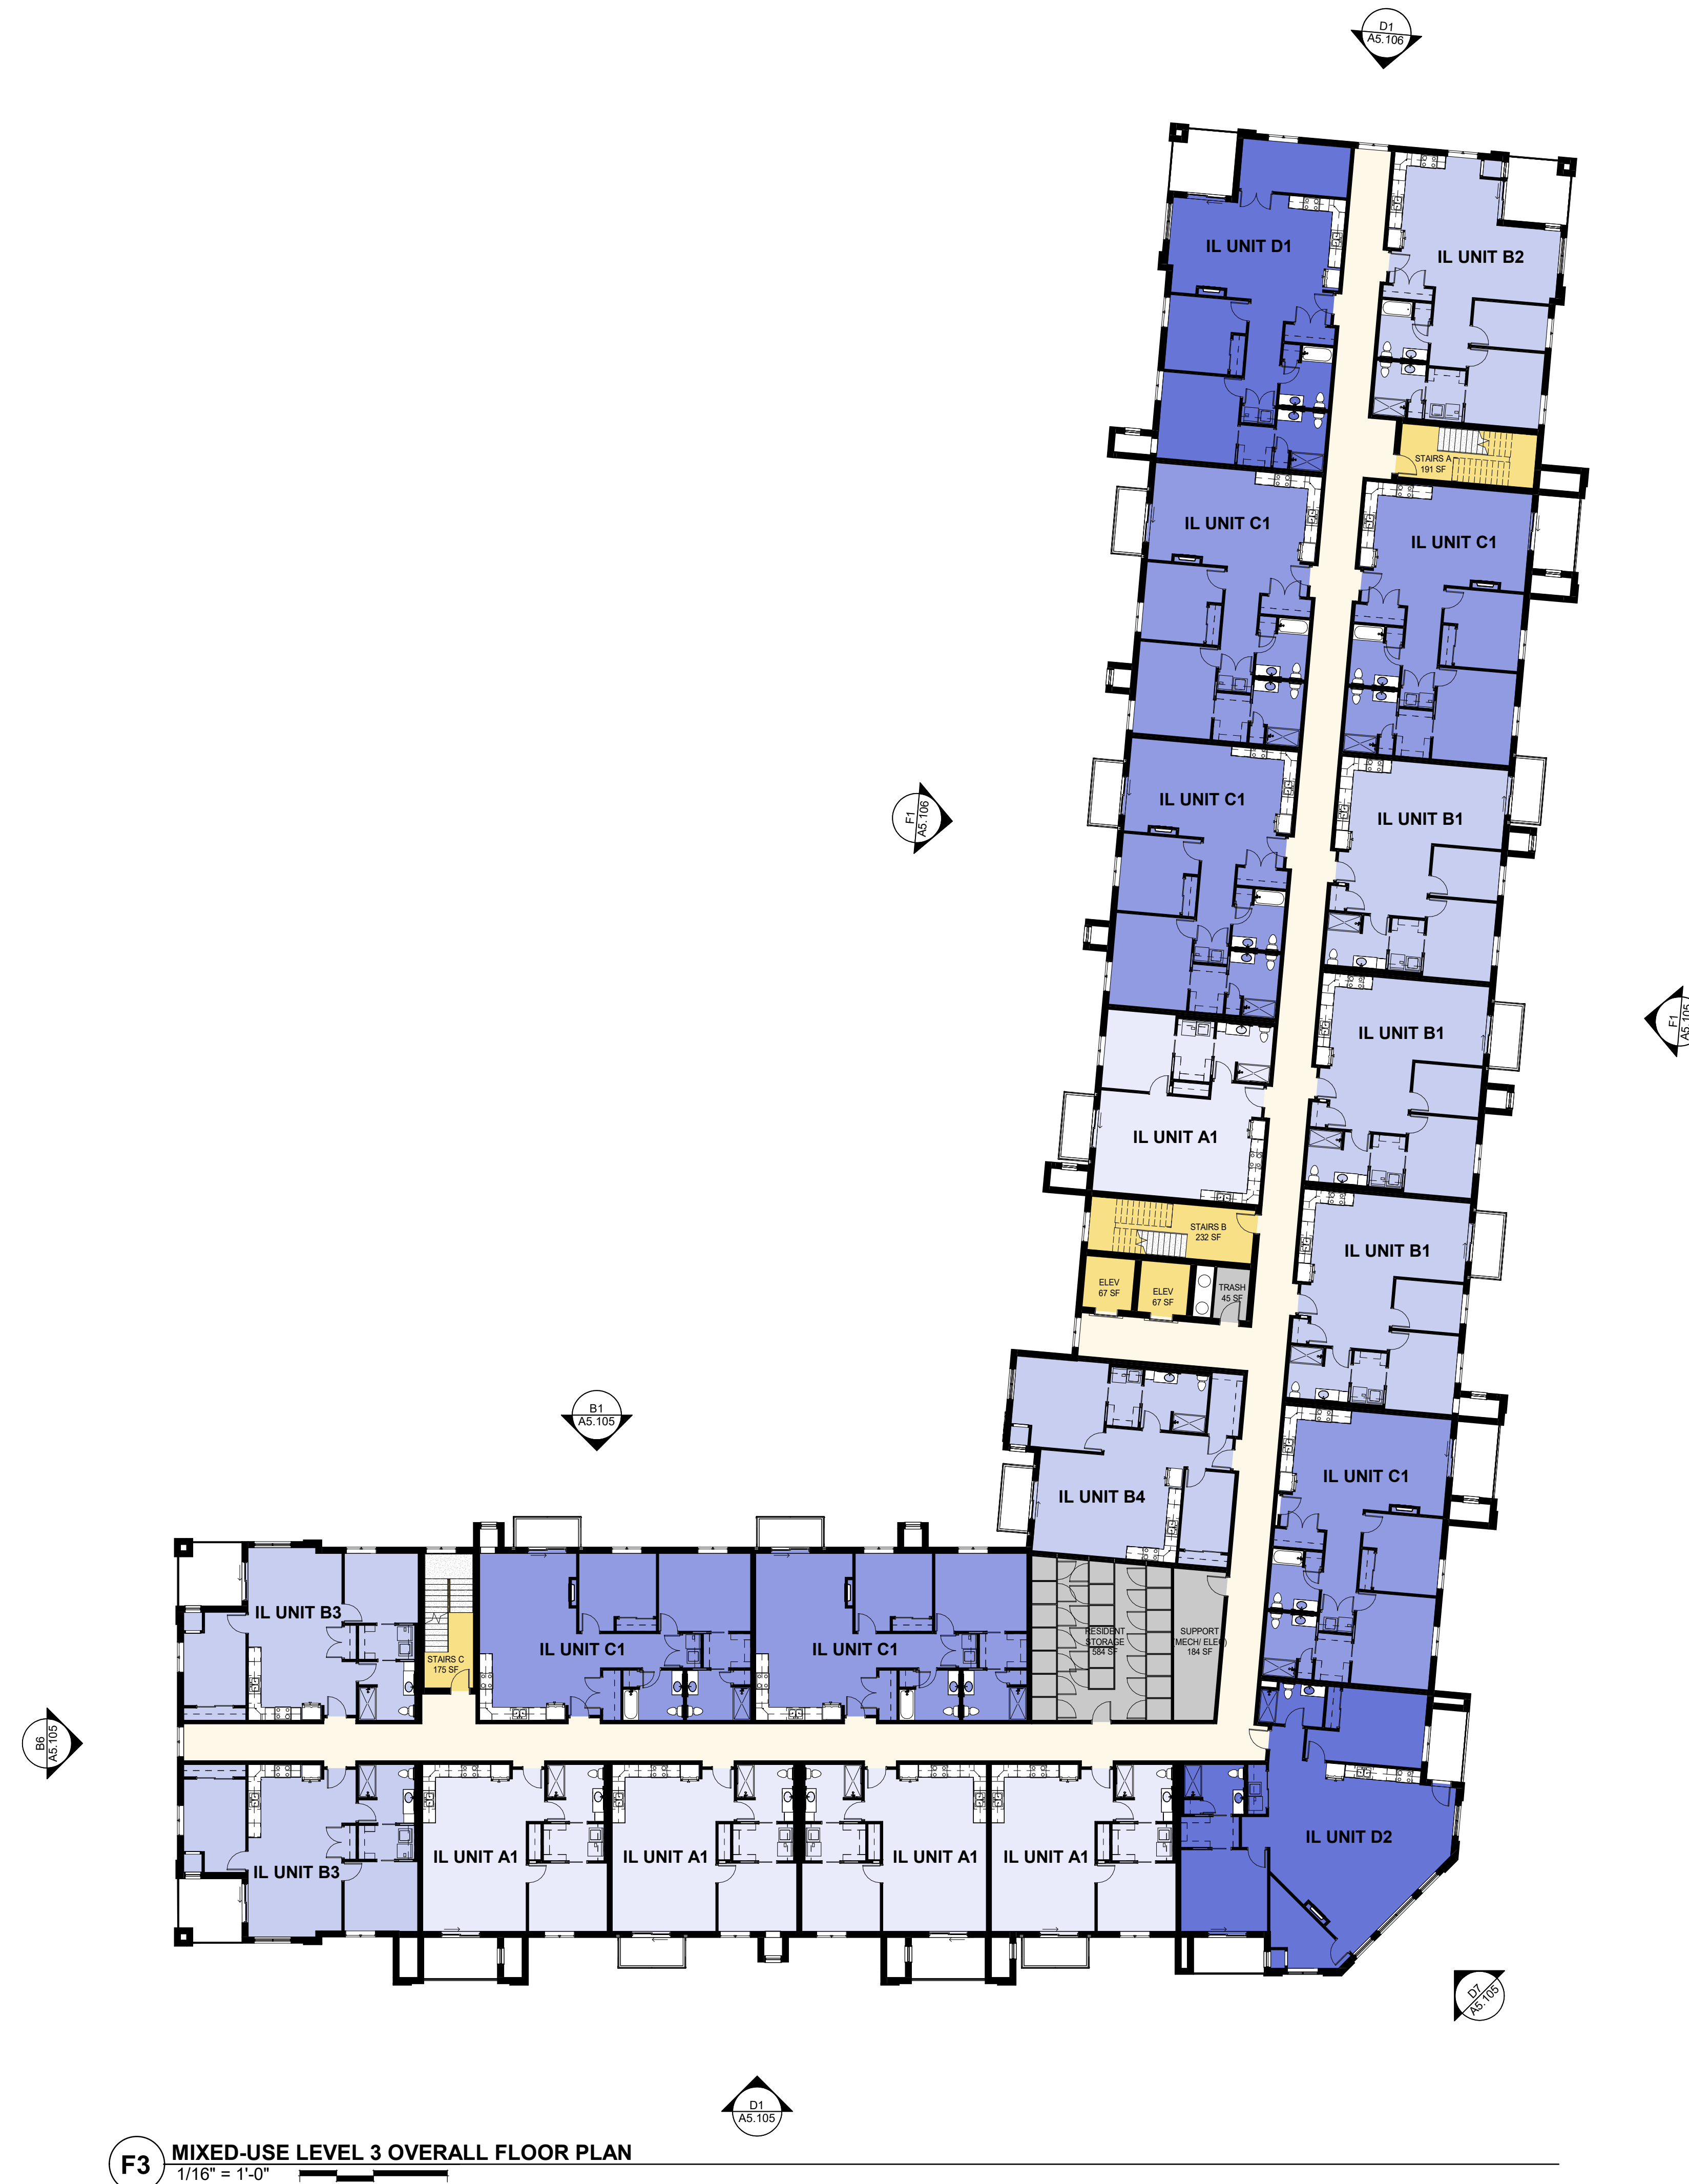 D1
A5.106
IL UNIT D1
IL UNIT B2
STAIRS A
191 SF
IL UNIT C1
IL UNIT C1
IL UNIT C1
IL UNIT B1
F1
A5.106
IL UNIT B1
F1
A5.105
IL UNIT A1
STAIRS B
232 SF
IL UNIT B1
ELEV
67 SF
ELEV
67 SF
TRASH
45 SF
B1
A5.105
IL UNIT C1
IL UNIT B4
IL UNIT B3
STAIRS C
175 SF
IL UNIT C1
IL UNIT C1
RESIDENT
STORAGE
584 SF
SUPPORT
(MECH/ ELEC)
184 SF
B6
A5.105
IL UNIT B3
IL UNIT A1
IL UNIT A1
IL UNIT A1
IL UNIT A1
IL UNIT D2
D7
A5.105
D1
A5.105
F3
MIXED-USE LEVEL 3 OVERALL FLOOR PLAN
1/16" = 1'-0"